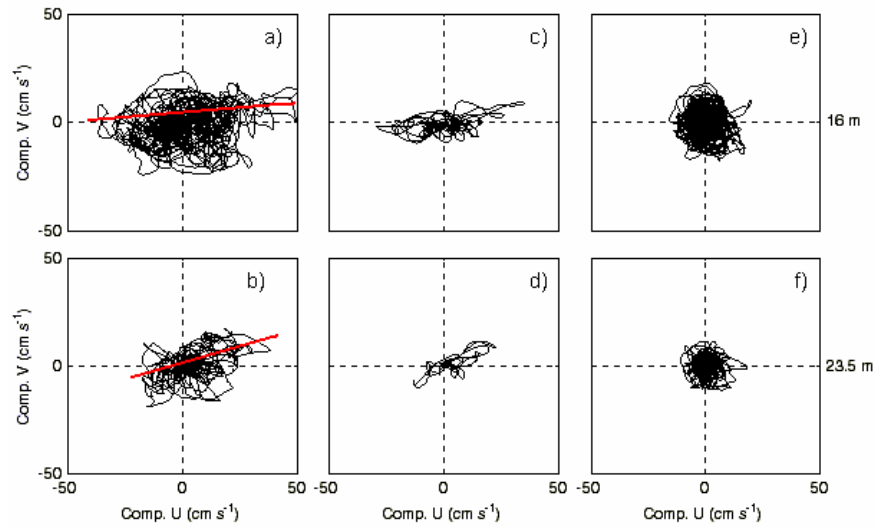 50
a)
c)
e)
Comp. V (cm s⁻¹)
0
16 m
-50
50
b)
d)
f)
Comp. V (cm s⁻¹)
0
23.5 m
-50
-50 0 50 -50 0 50 -50 0 50
Comp. U (cm s⁻¹) Comp. U (cm s⁻¹) Comp. U (cm s⁻¹)